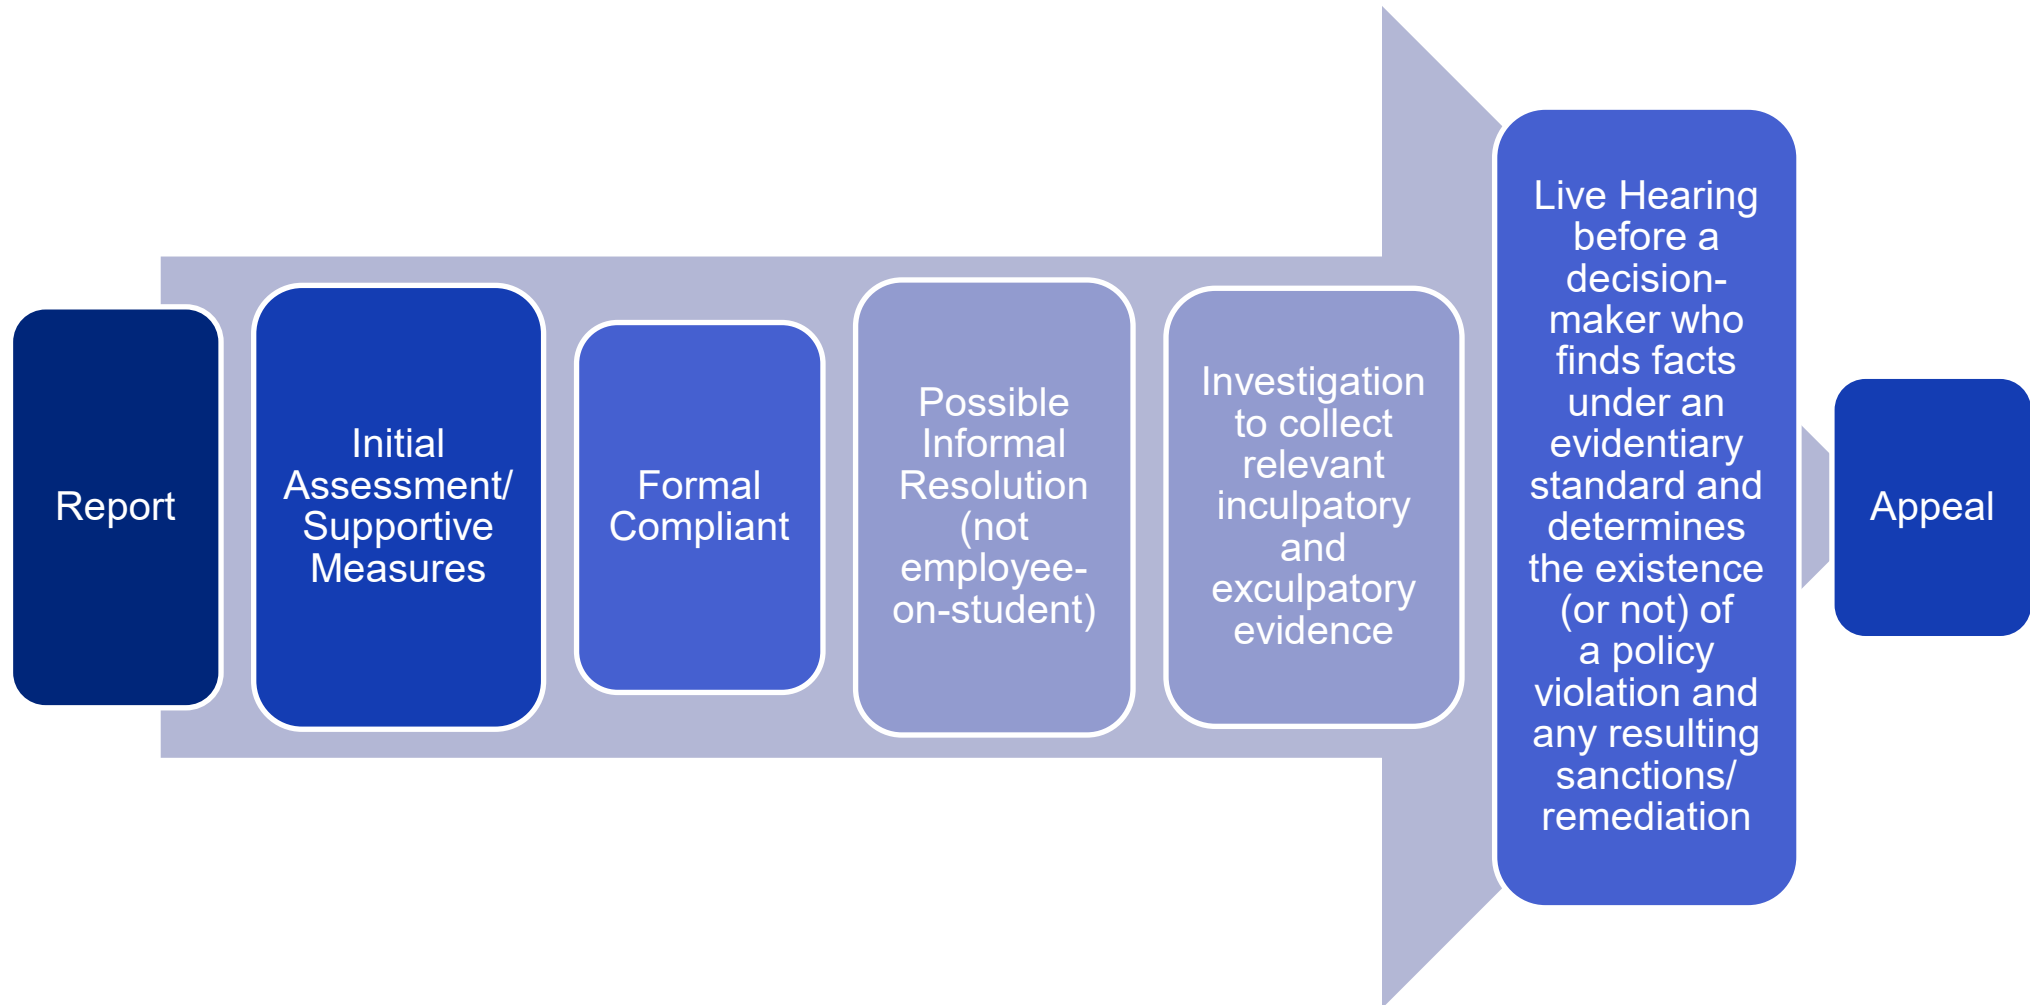 Report
Initial
Assessment/
Supportive
Measures
Formal
Compliant
Possible
Informal
Resolution
(not
employee-
on-student)
Investigation
to collect
relevant
inculpatory
and
exculpatory
evidence
Live Hearing
before a
decision-
maker who
finds facts
under an
evidentiary
standard and
determines
the existence
(or not) of
a policy
violation and
any resulting
sanctions/
remediation
Appeal